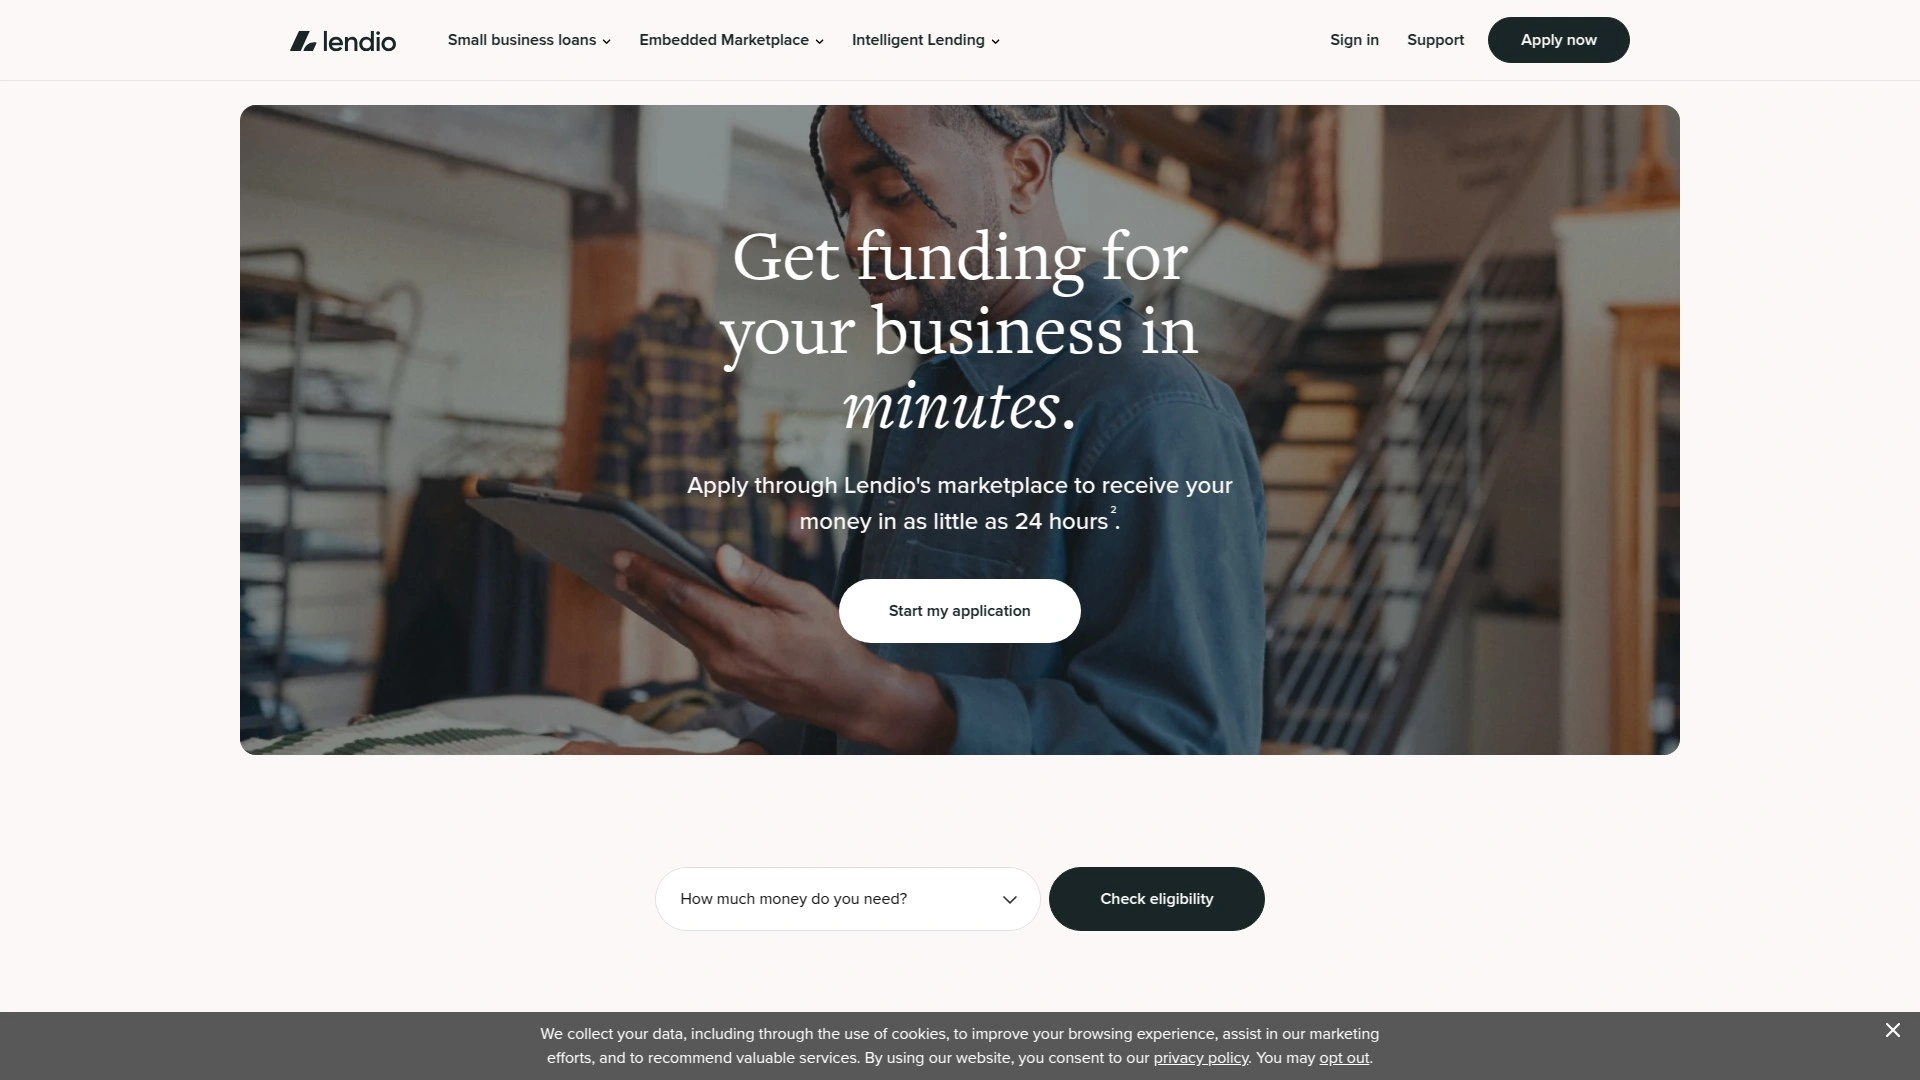 lendio
Small business loans
Embedded Marketplace
Intelligent Lending
Sign in
Support
Apply now
Get funding for
your business in
minutes.
Apply through Lendio's marketplace to receive your
money in as little as 24 hours².
Start my application
How much money do you need?
Check eligibility
We collect your data, including through the use of cookies, to improve your browsing experience, assist in our marketing
efforts, and to recommend valuable services. By using our website, you consent to our privacy policy. You may opt out.